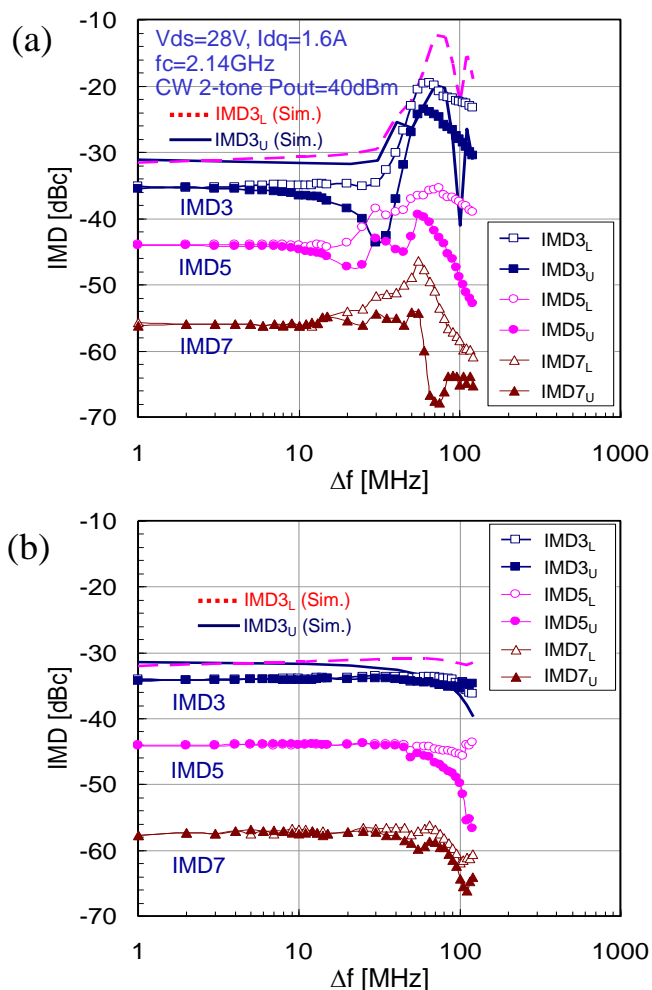 (a)
Vds=28V, Idq=1.6A
fc=2.14GHz
CW 2-tone Pout=40dBm
IMD3L (Sim.)
IMD3U (Sim.)
IMD [dBc]
-10
-20
-30
-40
-50
-60
-70
IMD3
IMD5
IMD7
IMD3L
IMD3U
IMD5L
IMD5U
IMD7L
IMD7U
1
10
100
1000
Δf [MHz]
(b)
IMD [dBc]
-10
-20
-30
-40
-50
-60
-70
IMD3L (Sim.)
IMD3U (Sim.)
IMD3
IMD5
IMD7
IMD3L
IMD3U
IMD5L
IMD5U
IMD7L
IMD7U
1
10
100
1000
Δf [MHz]